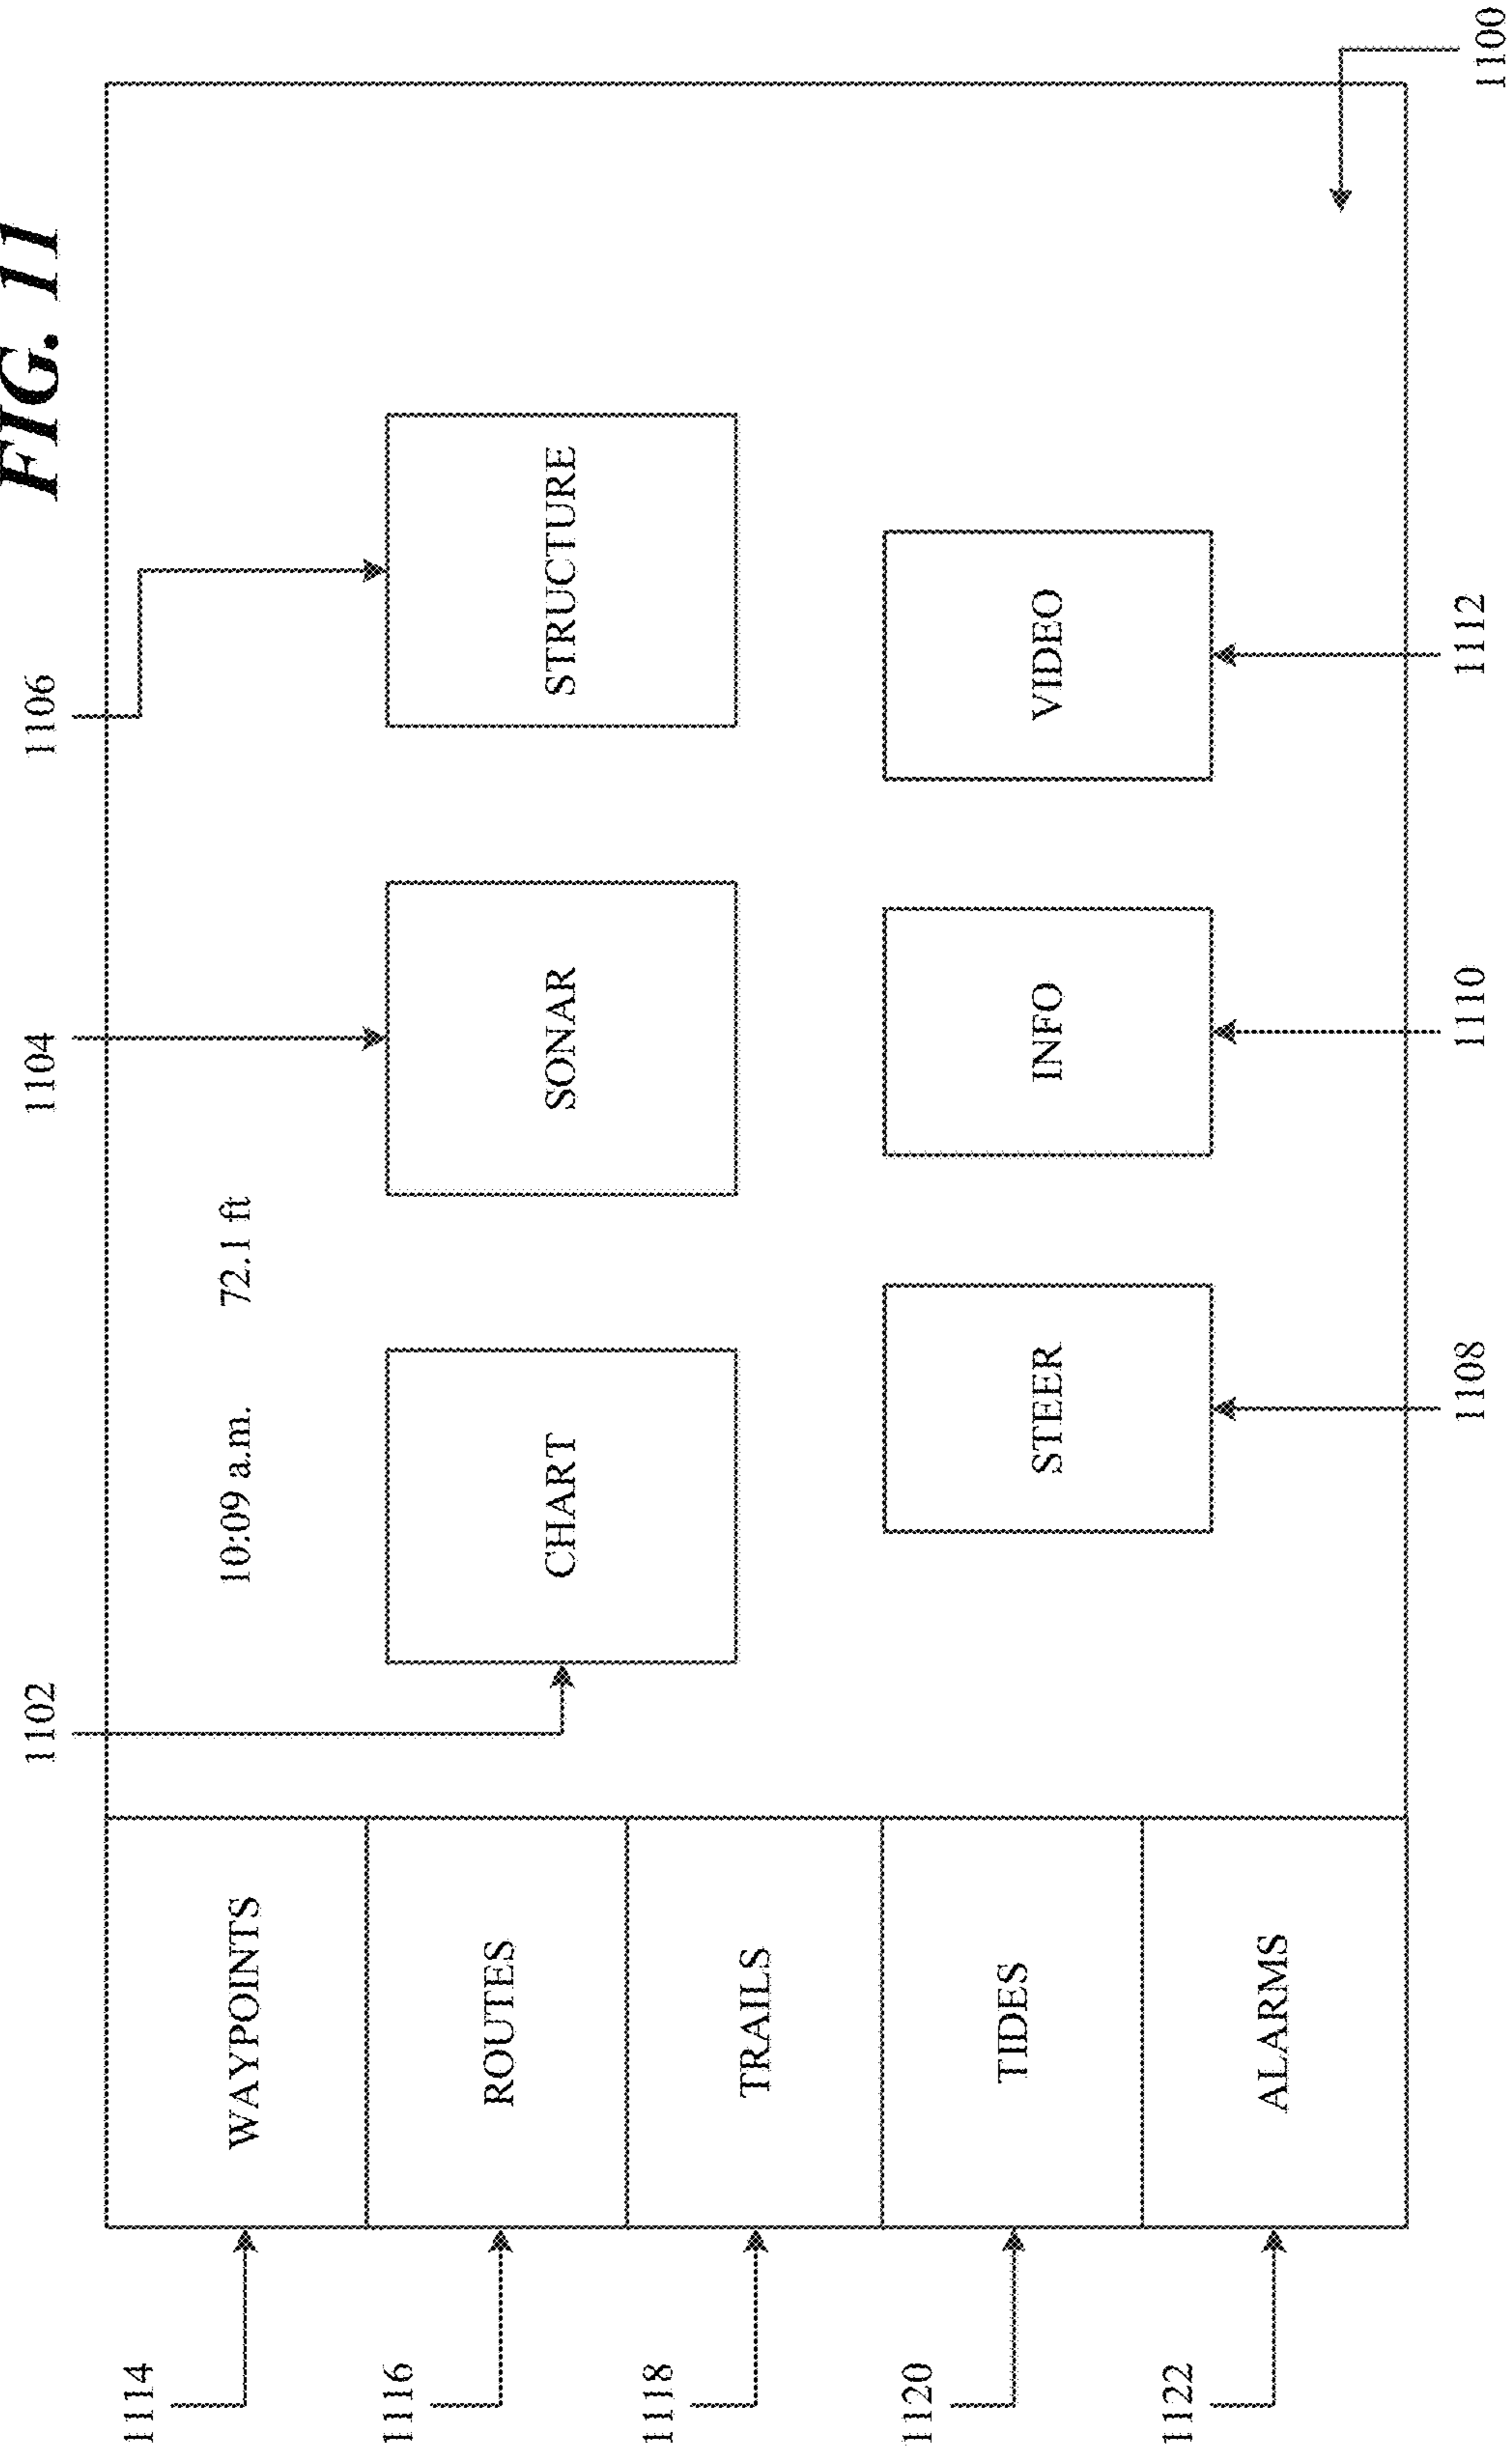 FIG. 11
1102
1104
1106
10:09 a.m. 72.1 ft
1114
WAYPOINTS
CHART
SONAR
STRUCTURE
1116
ROUTES
1118
TRAILS
1120
TIDES
STEER
INFO
VIDEO
1122
ALARMS
1108
1110
1112
1100